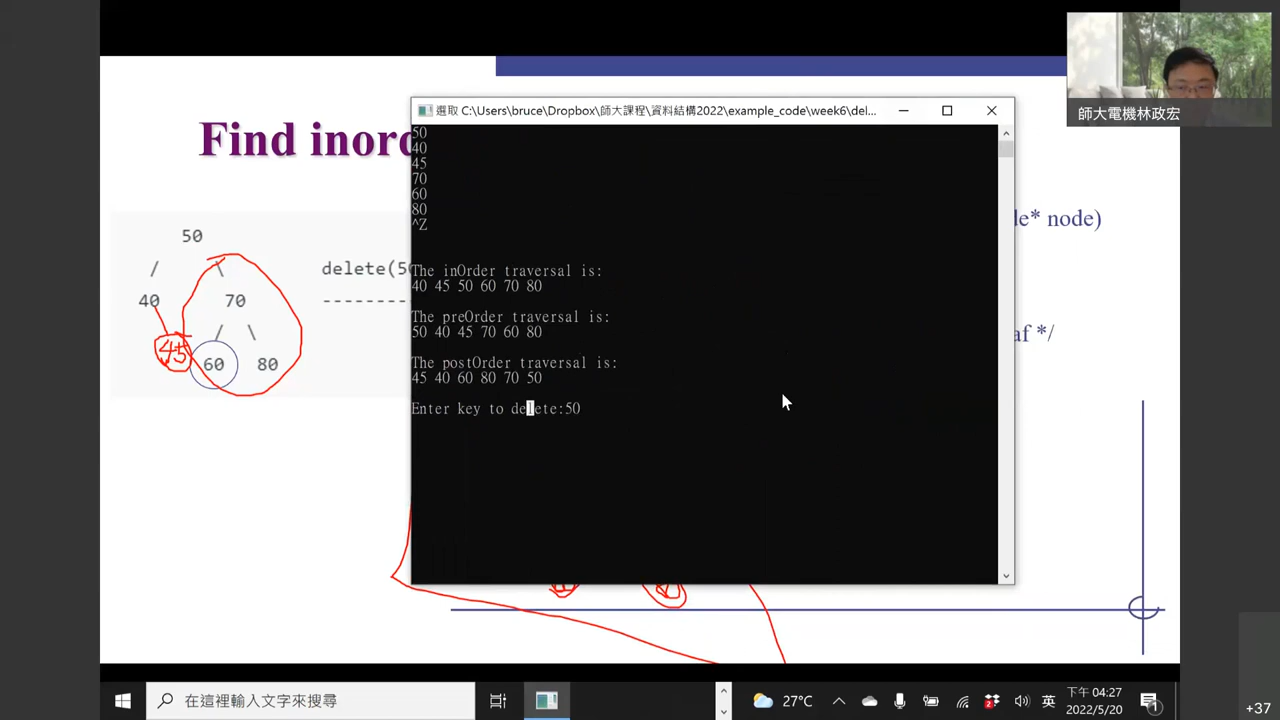 Find inor
50
/ \
40 70
45
/ \
60 80
delete(50
---------
de* node)
af */
選取 C:\Users\bruce\Dropbox\師大課程\資料結構2022\example_code\week6\del...
50
40
45
70
60
80
^Z
The inOrder traversal is:
40 45 50 60 70 80
The preOrder traversal is:
50 40 45 70 60 80
The postOrder traversal is:
45 40 60 80 70 50
Enter key to delete:50
師大電機林政宏
在這裡輸入文字來搜尋
27°C
英
下午 04:27
2022/5/20
1
+37